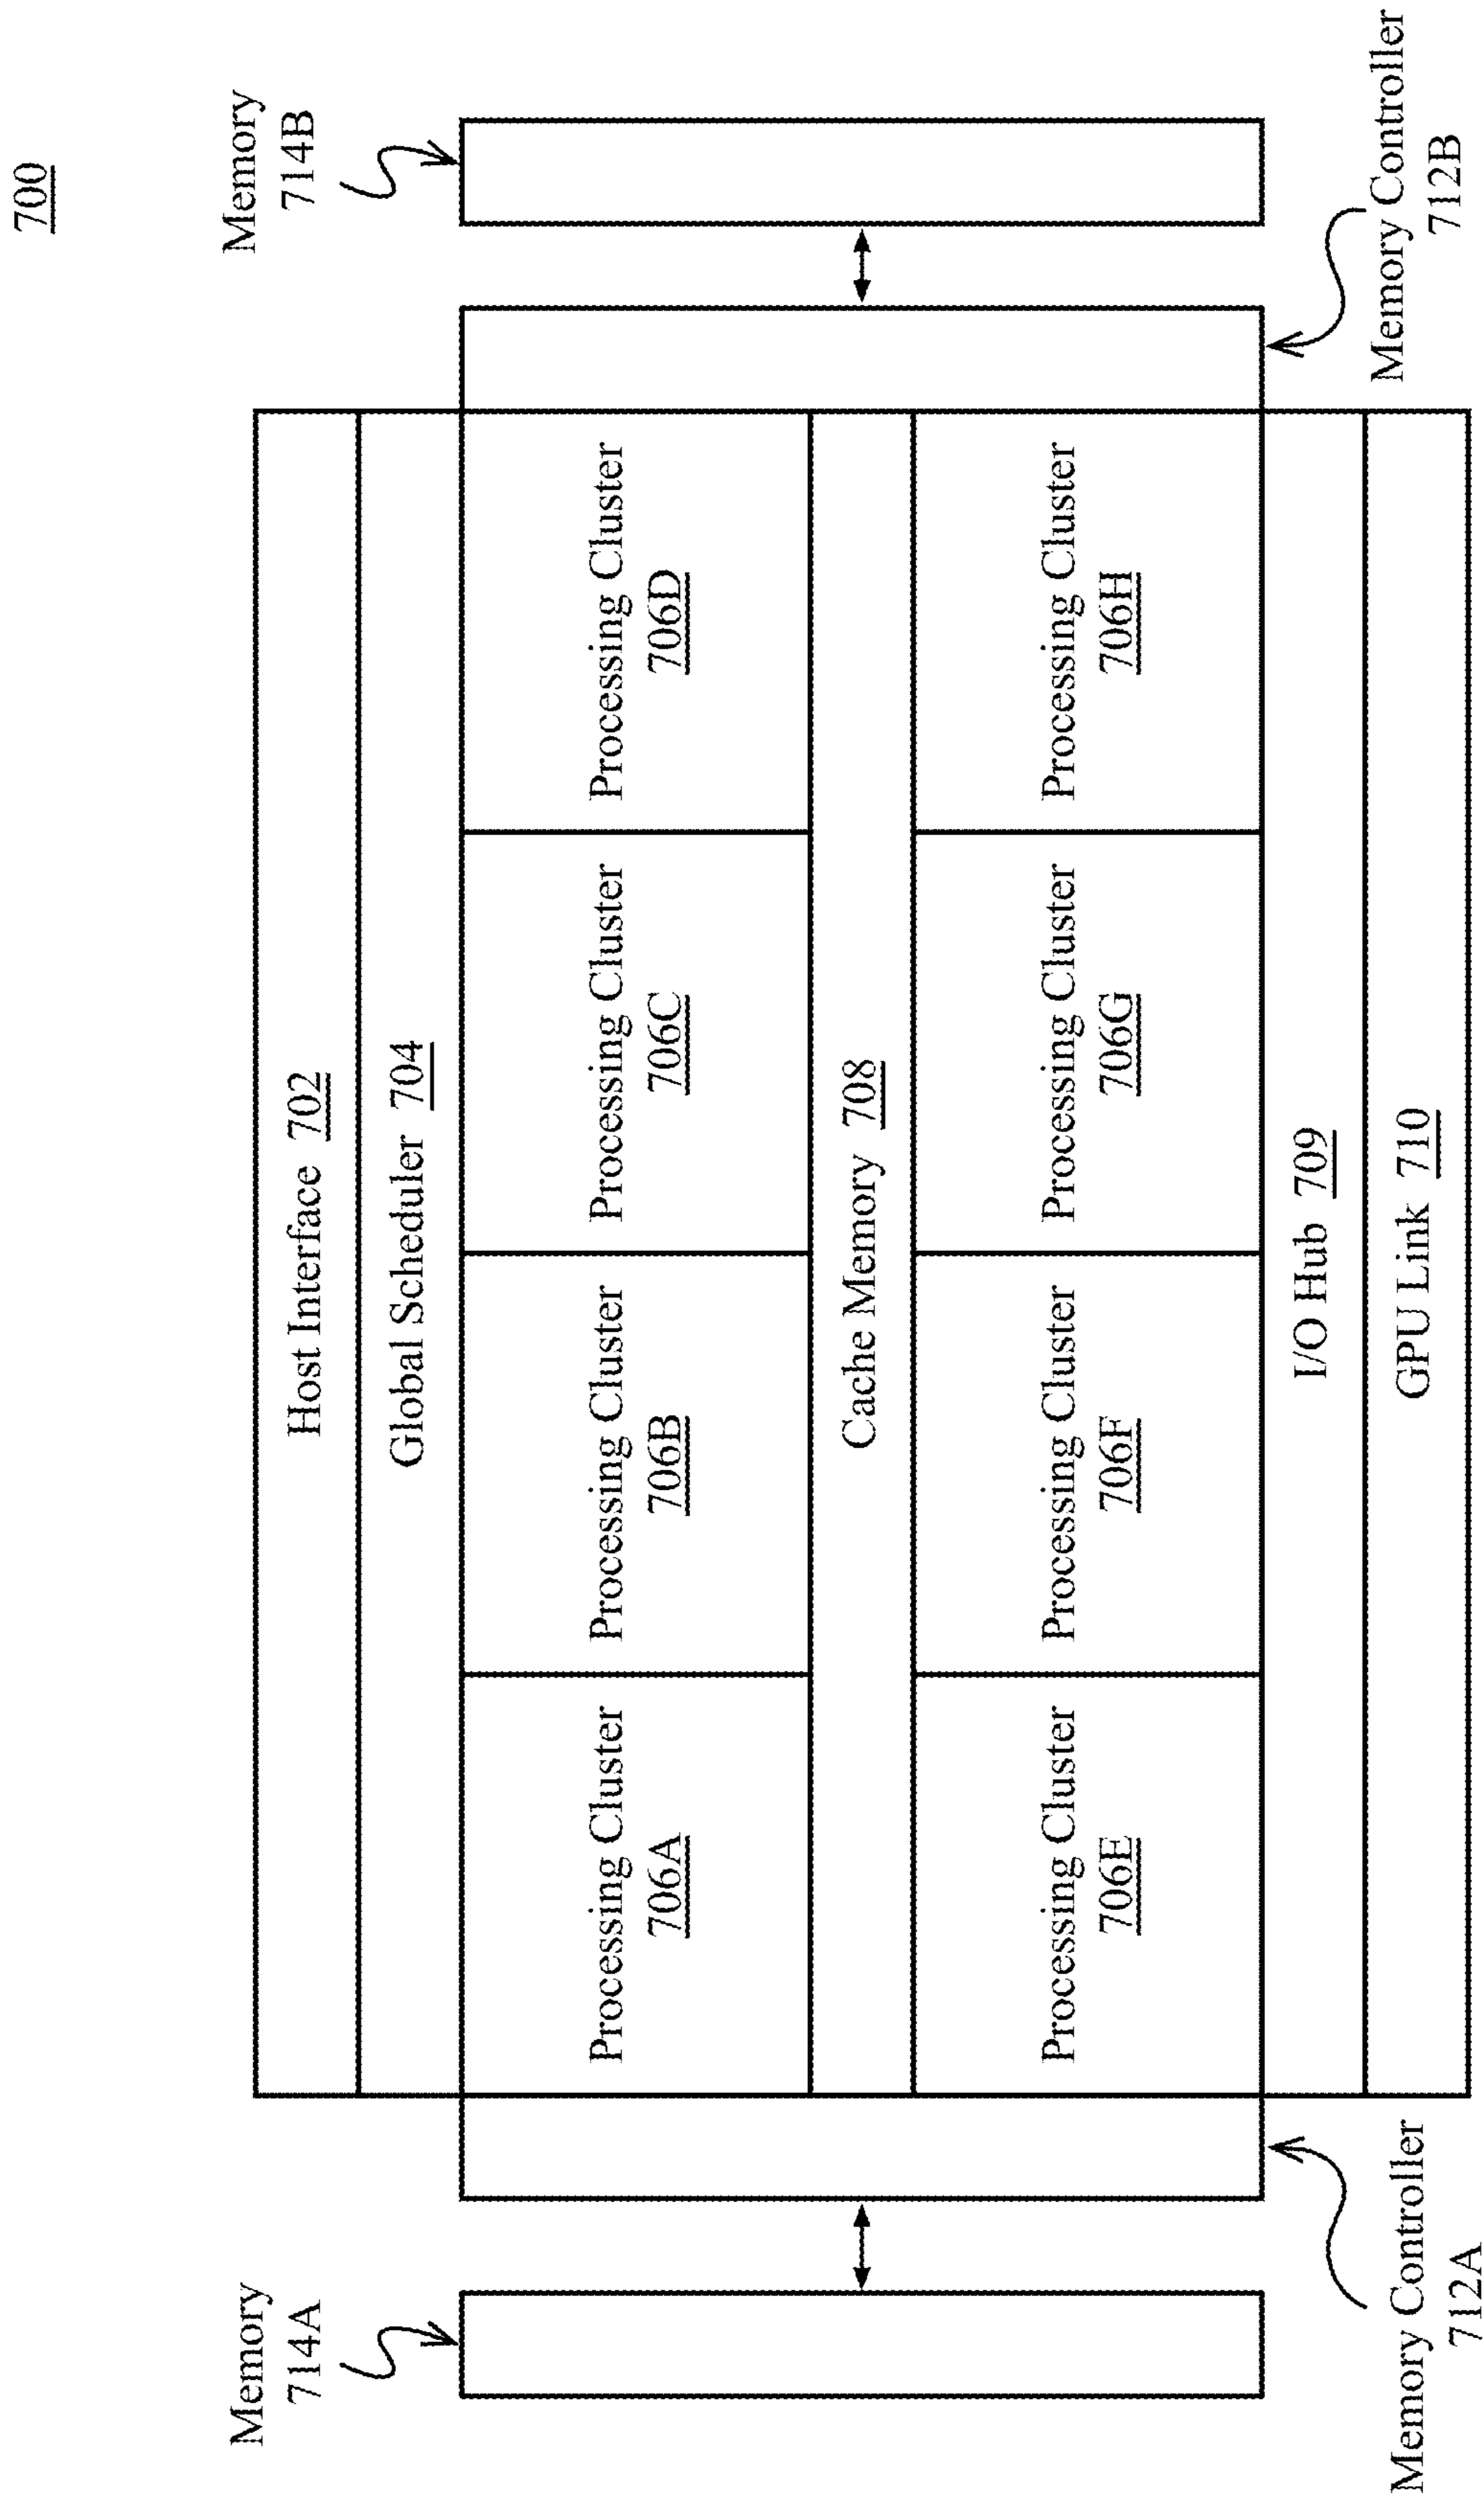 700
Memory
714B
Memory
714A
Host Interface 702
Global Scheduler 704
Processing Cluster
706A
Processing Cluster
706B
Processing Cluster
706C
Processing Cluster
706D
Cache Memory 708
Processing Cluster
706E
Processing Cluster
706F
Processing Cluster
706G
Processing Cluster
706H
I/O Hub 709
GPU Link 710
Memory Controller
712A
Memory Controller
712B